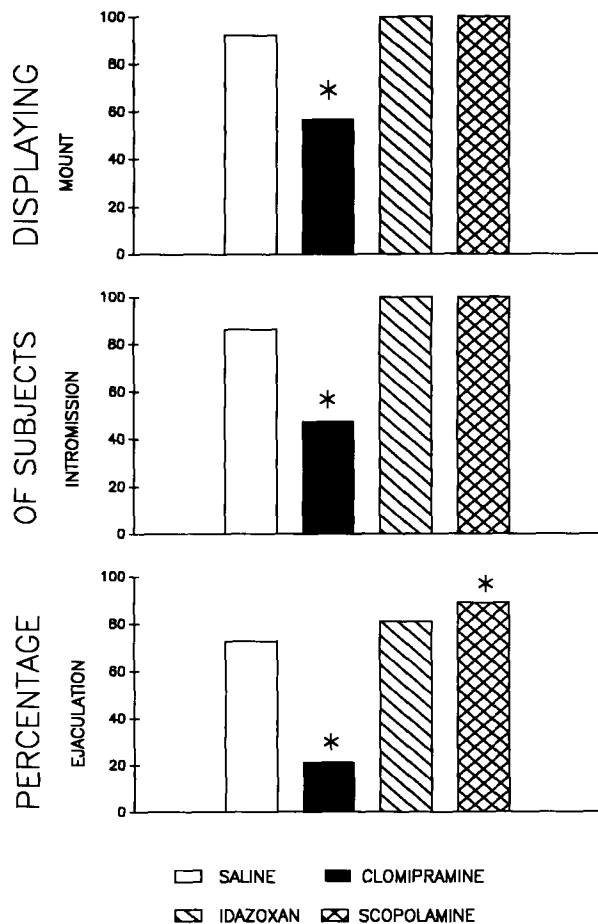 PERCENTAGE OF SUBJECTS DISPLAYING
MOUNT
100
80
60
40
20
0
*
INTROMISSION
100
80
60
40
20
0
*
EJACULATION
100
80
60
40
20
0
*
*
SALINE
CLOMIPRAMINE
IDAZOXAN
SCOPOLAMINE